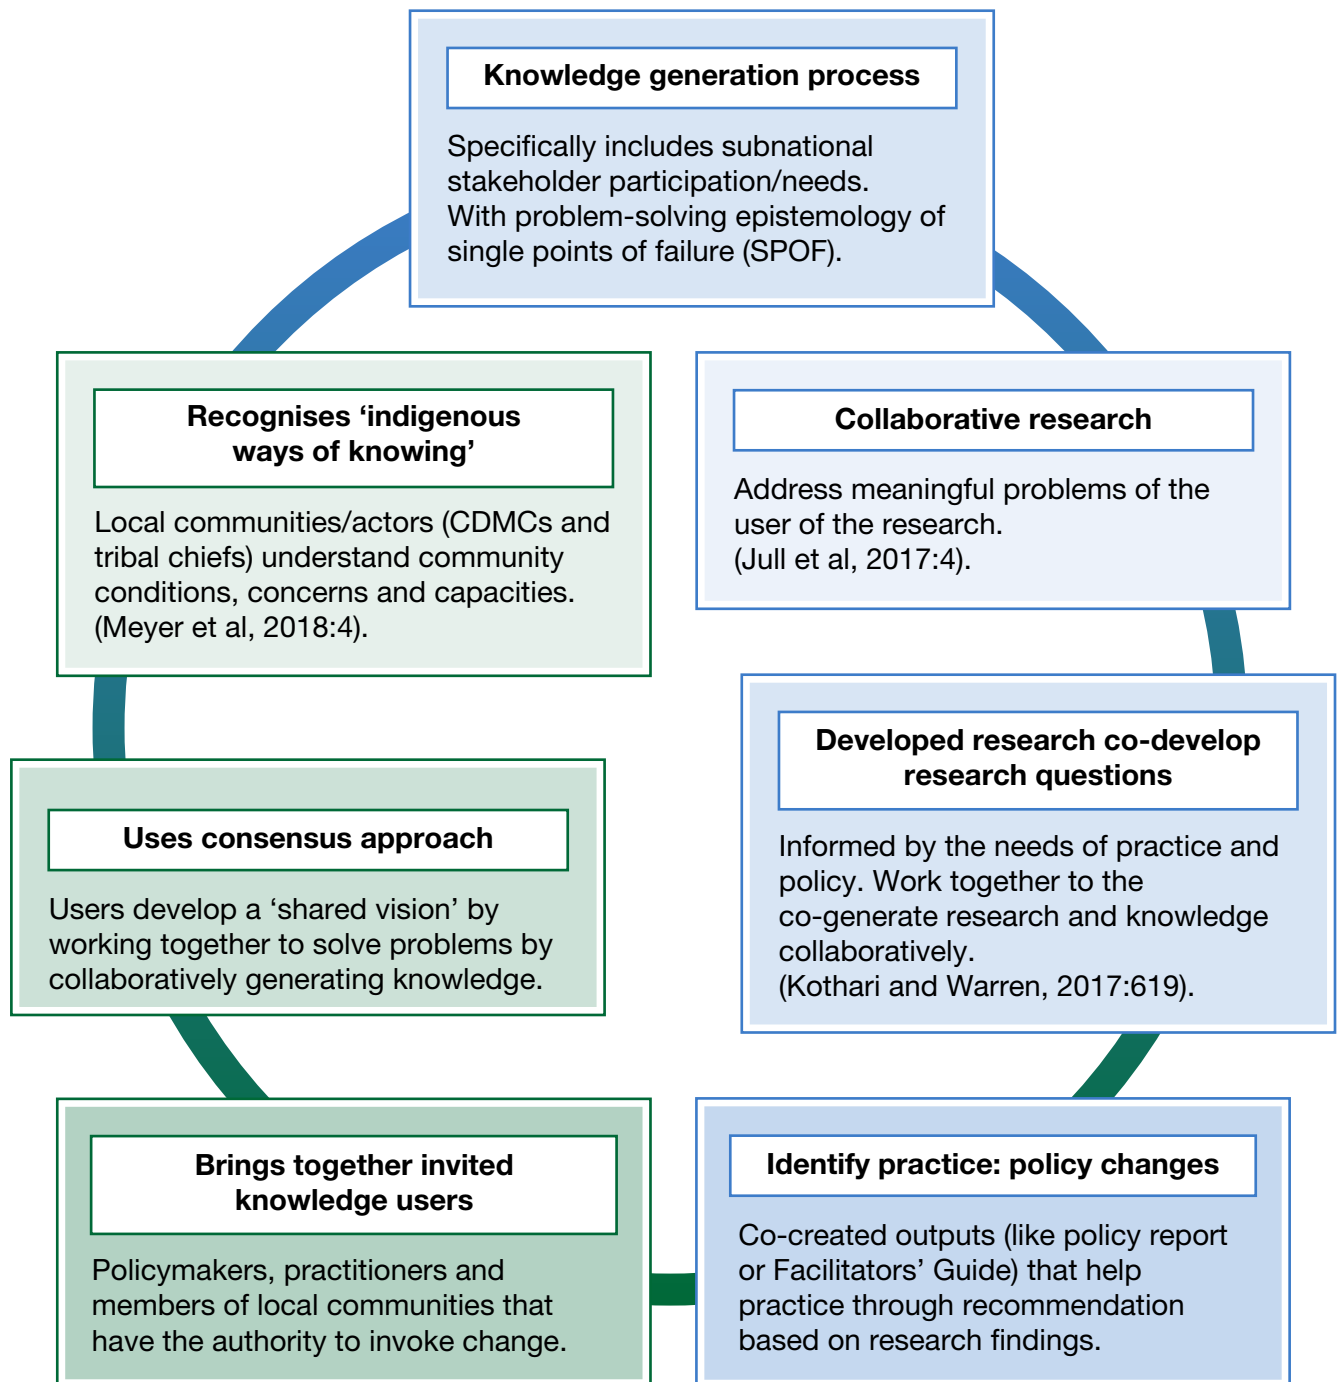 Knowledge generation process
Specifically includes subnational
stakeholder participation/needs.
With problem-solving epistemology of
single points of failure (SPOF).
Collaborative research
Address meaningful problems of the
user of the research.
(Jull et al, 2017:4).
Developed research co-develop
research questions
Informed by the needs of practice and
policy. Work together to the
co-generate research and knowledge
collaboratively.
(Kothari and Warren, 2017:619).
Identify practice: policy changes
Co-created outputs (like policy report
or Facilitators’ Guide) that help
practice through recommendation
based on research findings.
Brings together invited
knowledge users
Policymakers, practitioners and
members of local communities that
have the authority to invoke change.
Uses consensus approach
Users develop a ‘shared vision’ by
working together to solve problems by
collaboratively generating knowledge.
Recognises ‘indigenous
ways of knowing’
Local communities/actors (CDMCs and
tribal chiefs) understand community
conditions, concerns and capacities.
(Meyer et al, 2018:4).